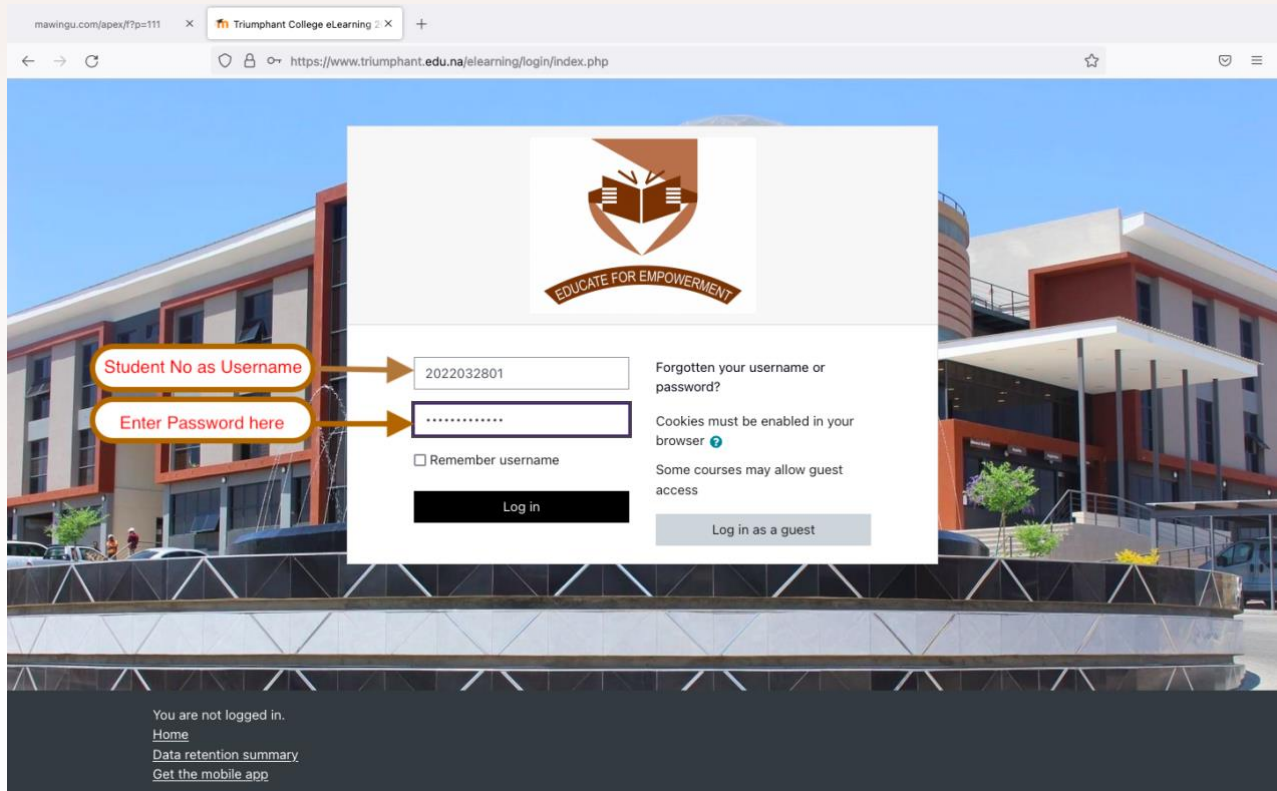 mawingu.com/apex/f?p=111
Triumphant College eLearning 2
https://www.triumphant.edu.na/elearning/login/index.php
EDUCATE FOR EMPOWERMENT
Student No as Username
2022032801
Forgotten your username or
password?
Enter Password here
•••••••••••••
Cookies must be enabled in your
browser ?
Remember username
Some courses may allow guest
access
Log in
Log in as a guest
You are not logged in.
Home
Data retention summary
Get the mobile app